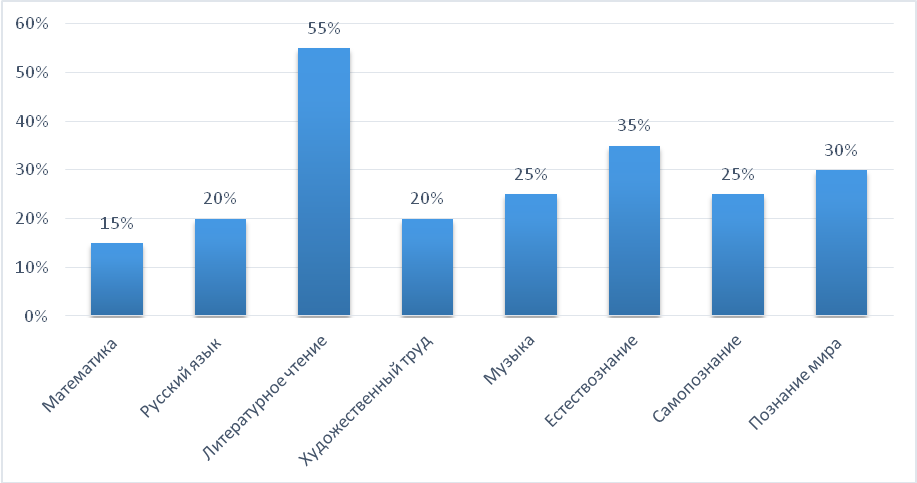 60%
50%
40%
30%
20%
10%
0%
15%
20%
55%
20%
25%
35%
25%
30%
Математика
Русский язык
Литературное чтение
Художественный труд
Музыка
Естествознание
Самопознание
Познание мира